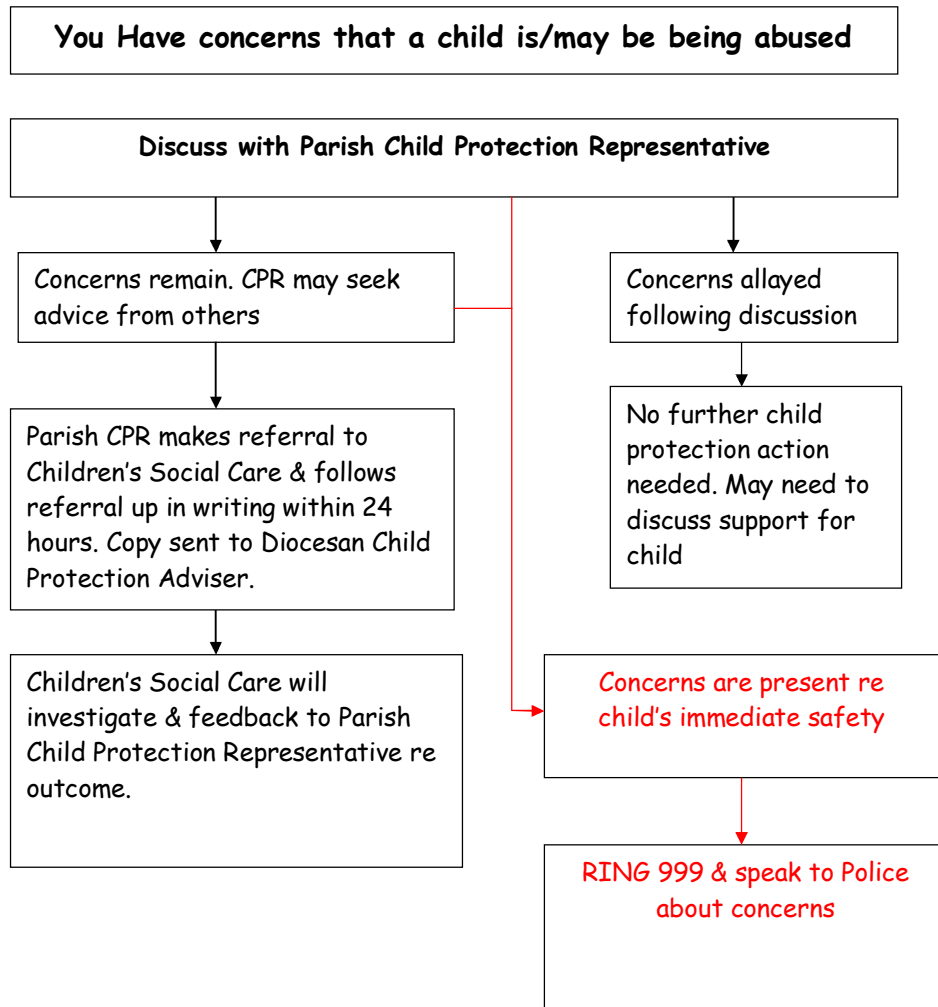 You Have concerns that a child is/may be being abused
Discuss with Parish Child Protection Representative
Concerns remain. CPR may seek
advice from others
Concerns allayed
following discussion
Parish CPR makes referral to
Children's Social Care & follows
referral up in writing within 24
hours. Copy sent to Diocesan Child
Protection Adviser.
No further child
protection action
needed. May need to
discuss support for
child
Children's Social Care will
investigate & feedback to Parish
Child Protection Representative re
outcome.
Concerns are present re
child's immediate safety
RING 999 & speak to Police
about concerns